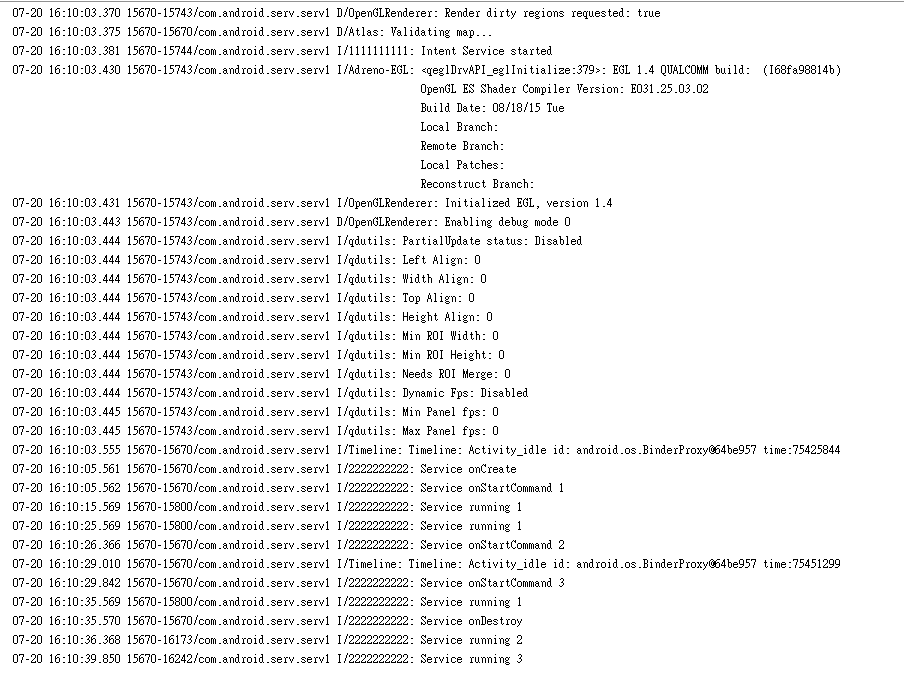 07-20 16:10:03.370 15670-15743/com.android.serv.serv1 D/OpenGLRenderer: Render dirty regions requested: true
07-20 16:10:03.375 15670-15670/com.android.serv.serv1 D/Atlas: Validating map...
07-20 16:10:03.381 15670-15744/com.android.serv.serv1 I/1111111111: Intent Service started
07-20 16:10:03.430 15670-15743/com.android.serv.serv1 I/Adreno-EGL: <qeglDrvAPI_eglInitialize:379>: EGL 1.4 QUALCOMM build:  (I68fa98814b)
OpenGL ES Shader Compiler Version: E031.25.03.02
Build Date: 08/18/15 Tue
Local Branch:
Remote Branch:
Local Patches:
Reconstruct Branch:
07-20 16:10:03.431 15670-15743/com.android.serv.serv1 I/OpenGLRenderer: Initialized EGL, version 1.4
07-20 16:10:03.443 15670-15743/com.android.serv.serv1 D/OpenGLRenderer: Enabling debug mode 0
07-20 16:10:03.444 15670-15743/com.android.serv.serv1 I/qdutils: PartialUpdate status: Disabled
07-20 16:10:03.444 15670-15743/com.android.serv.serv1 I/qdutils: Left Align: 0
07-20 16:10:03.444 15670-15743/com.android.serv.serv1 I/qdutils: Width Align: 0
07-20 16:10:03.444 15670-15743/com.android.serv.serv1 I/qdutils: Top Align: 0
07-20 16:10:03.444 15670-15743/com.android.serv.serv1 I/qdutils: Height Align: 0
07-20 16:10:03.444 15670-15743/com.android.serv.serv1 I/qdutils: Min ROI Width: 0
07-20 16:10:03.444 15670-15743/com.android.serv.serv1 I/qdutils: Min ROI Height: 0
07-20 16:10:03.444 15670-15743/com.android.serv.serv1 I/qdutils: Needs ROI Merge: 0
07-20 16:10:03.444 15670-15743/com.android.serv.serv1 I/qdutils: Dynamic Fps: Disabled
07-20 16:10:03.445 15670-15743/com.android.serv.serv1 I/qdutils: Min Panel fps: 0
07-20 16:10:03.445 15670-15743/com.android.serv.serv1 I/qdutils: Max Panel fps: 0
07-20 16:10:03.555 15670-15670/com.android.serv.serv1 I/Timeline: Timeline: Activity_idle id: android.os.BinderProxy@64be957 time:75425844
07-20 16:10:05.561 15670-15670/com.android.serv.serv1 I/2222222222: Service onCreate
07-20 16:10:05.562 15670-15670/com.android.serv.serv1 I/2222222222: Service onStartCommand 1
07-20 16:10:15.569 15670-15800/com.android.serv.serv1 I/2222222222: Service running 1
07-20 16:10:25.569 15670-15800/com.android.serv.serv1 I/2222222222: Service running 1
07-20 16:10:26.366 15670-15670/com.android.serv.serv1 I/2222222222: Service onStartCommand 2
07-20 16:10:29.010 15670-15670/com.android.serv.serv1 I/Timeline: Timeline: Activity_idle id: android.os.BinderProxy@64be957 time:75451299
07-20 16:10:29.842 15670-15670/com.android.serv.serv1 I/2222222222: Service onStartCommand 3
07-20 16:10:35.569 15670-15800/com.android.serv.serv1 I/2222222222: Service running 1
07-20 16:10:35.570 15670-15670/com.android.serv.serv1 I/2222222222: Service onDestroy
07-20 16:10:36.368 15670-16173/com.android.serv.serv1 I/2222222222: Service running 2
07-20 16:10:39.850 15670-16242/com.android.serv.serv1 I/2222222222: Service running 3